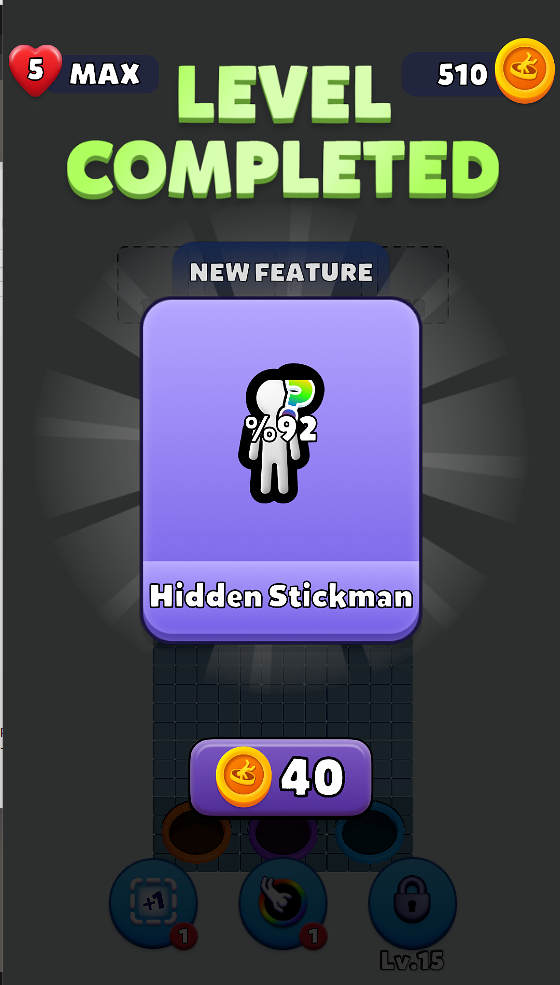 5 MAX
510
LEVEL
COMPLETED
NEW FEATURE
%92
Hidden Stickman
40
+1
1
1
Lv.15